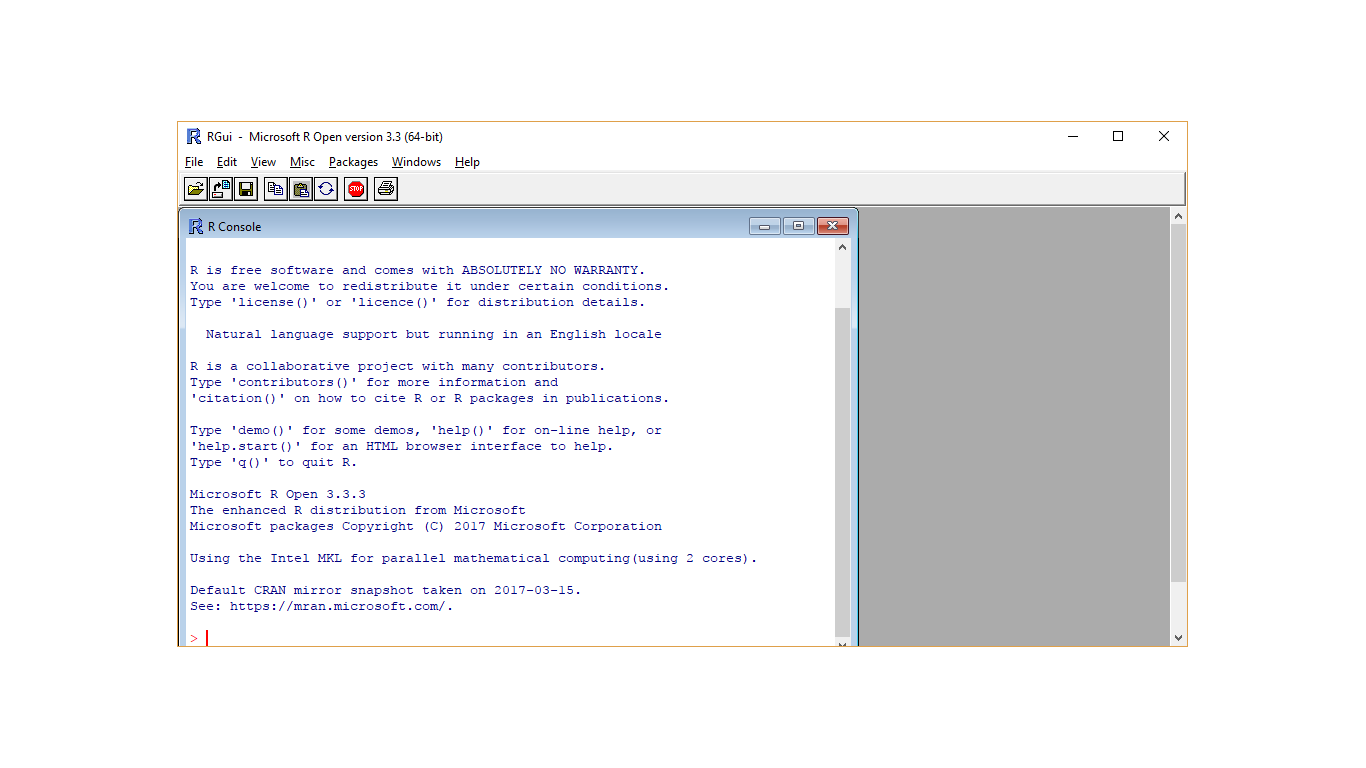 RGui - Microsoft R Open version 3.3 (64-bit)
File Edit View Misc Packages Windows Help
STOP
R Console
R is free software and comes with ABSOLUTELY NO WARRANTY.
You are welcome to redistribute it under certain conditions.
Type 'license()' or 'licence()' for distribution details.
Natural language support but running in an English locale
R is a collaborative project with many contributors.
Type 'contributors()' for more information and
'citation()' on how to cite R or R packages in publications.
Type 'demo()' for some demos, 'help()' for on-line help, or
'help.start()' for an HTML browser interface to help.
Type 'q()' to quit R.
Microsoft R Open 3.3.3
The enhanced R distribution from Microsoft
Microsoft packages Copyright (C) 2017 Microsoft Corporation
Using the Intel MKL for parallel mathematical computing(using 2 cores).
Default CRAN mirror snapshot taken on 2017-03-15.
See: https://mran.microsoft.com/.
>